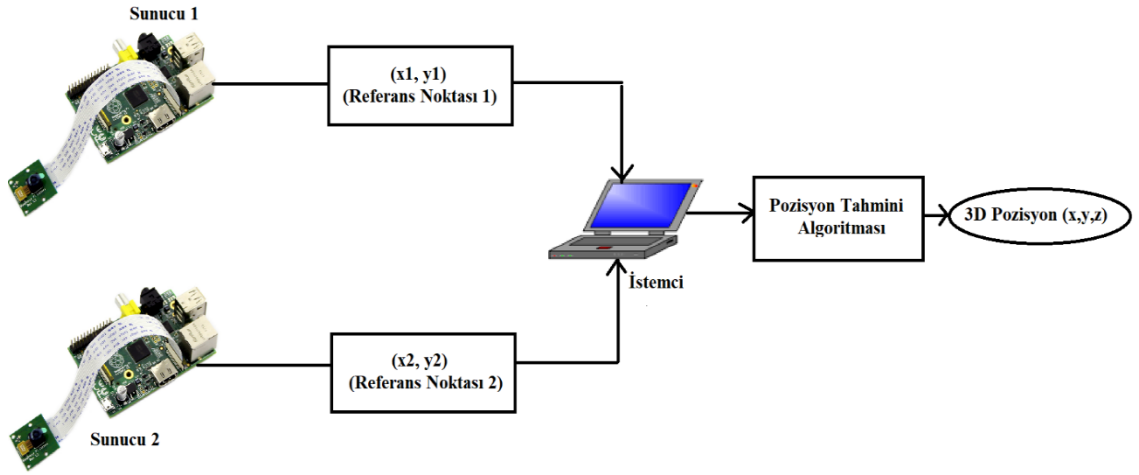 Sunucu 1
(x1, y1)
(Referans Noktası 1)
İstemci
Pozisyon Tahmini
Algoritması
3D Pozisyon (x,y,z)
(x2, y2)
(Referans Noktası 2)
Sunucu 2